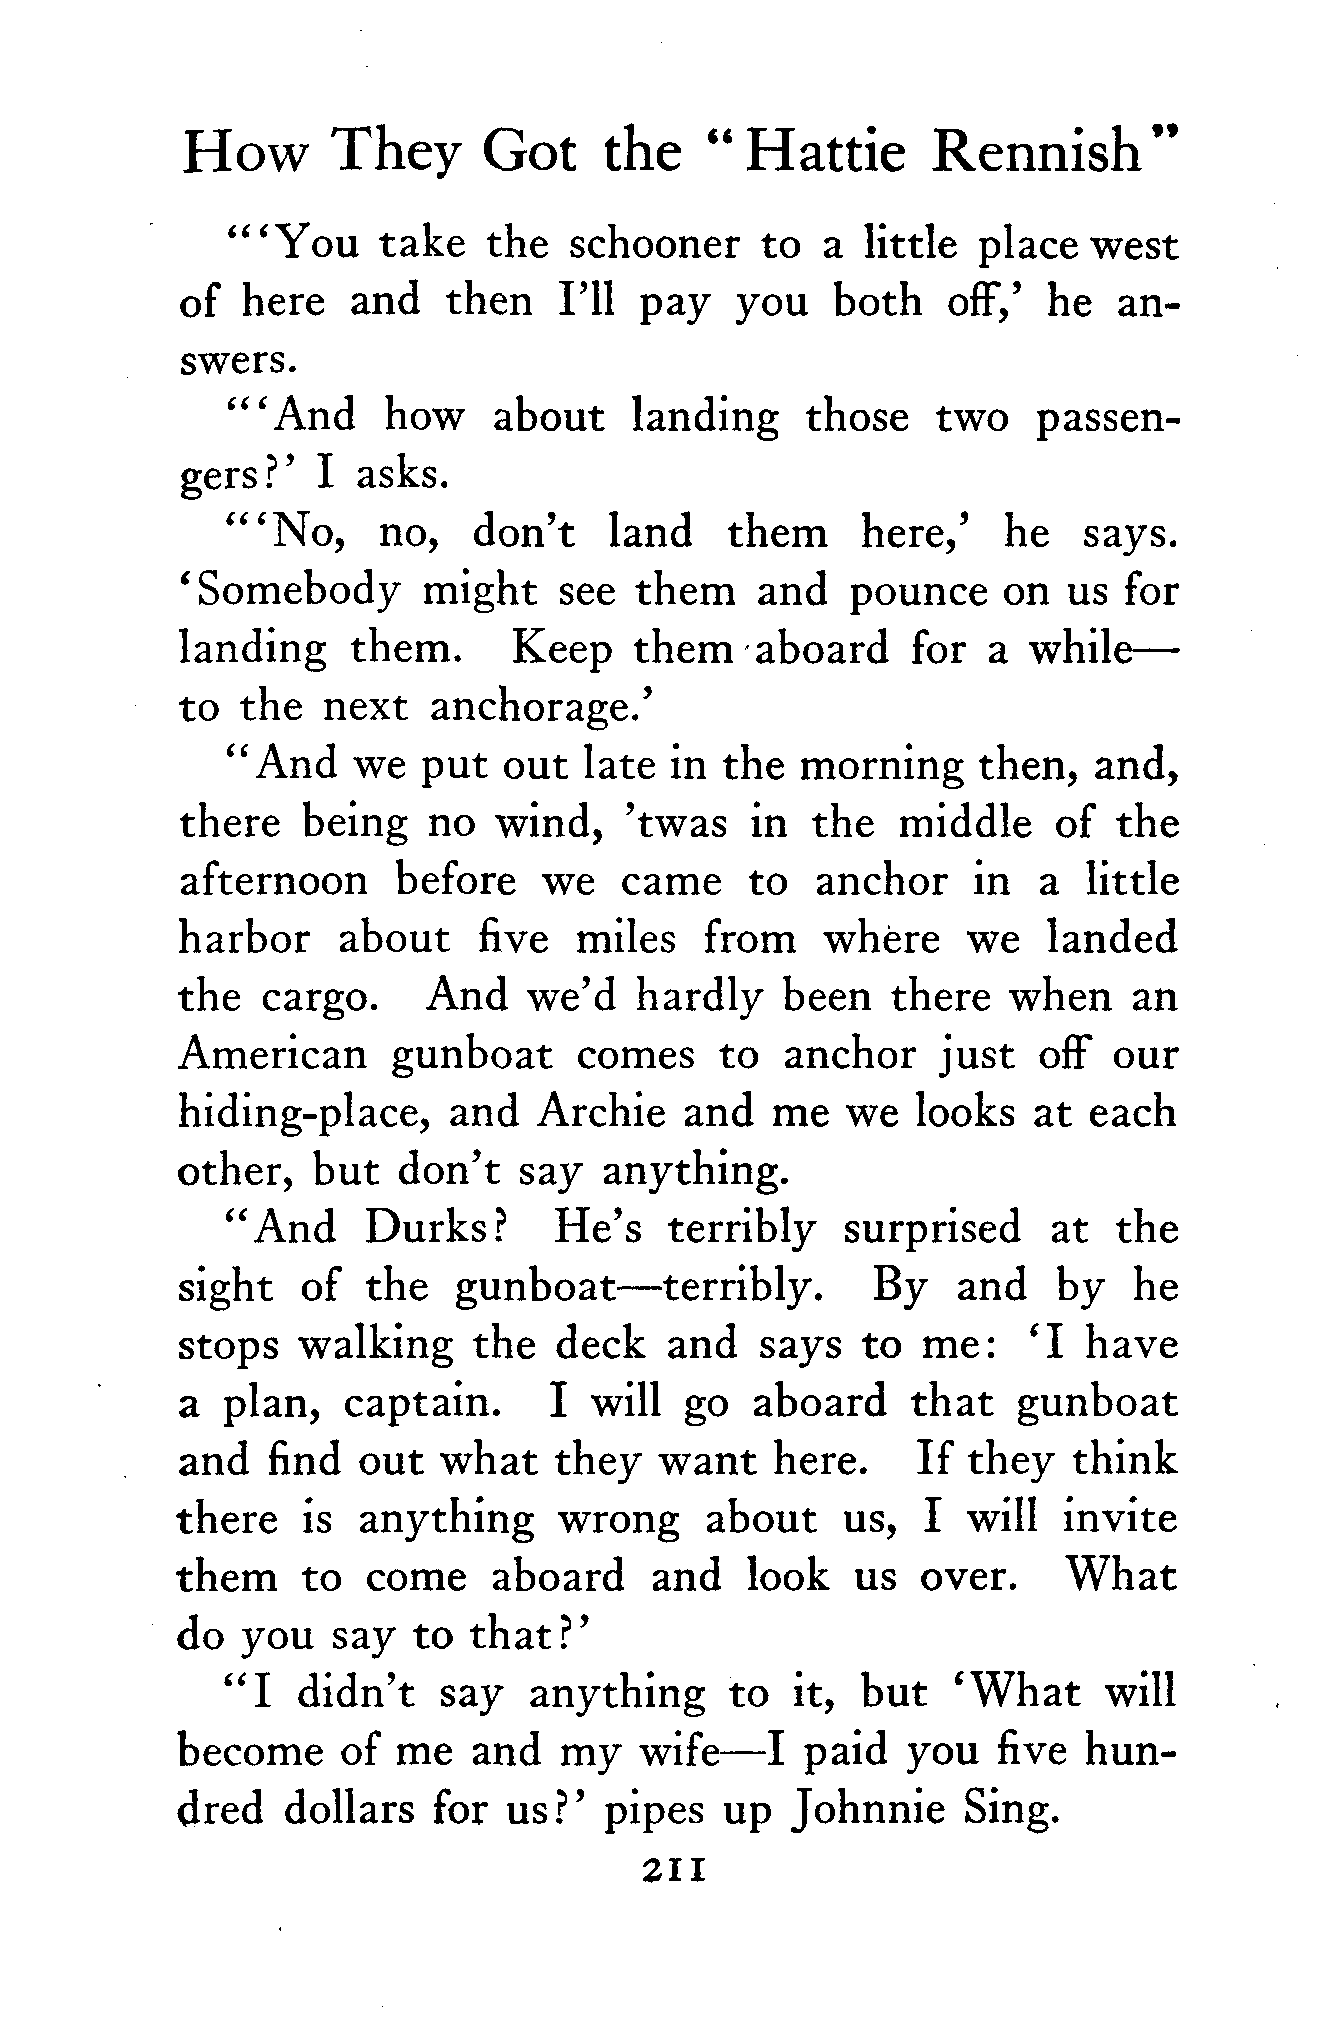 How They Got the “Hattie Rennish”
“‘You take the schooner to a little place west
of here and then I’ll pay you both off,’ he an-
swers.
“‘And how about landing those two passen-
gers?’ I asks.
“‘No, no, don’t land them here,’ he says.
‘Somebody might see them and pounce on us for
landing them. Keep them aboard for a while—
to the next anchorage.’
“And we put out late in the morning then, and,
there being no wind, ’twas in the middle of the
afternoon before we came to anchor in a little
harbor about five miles from where we landed
the cargo. And we’d hardly been there when an
American gunboat comes to anchor just off our
hiding-place, and Archie and me we looks at each
other, but don’t say anything.
“And Durks? He’s terribly surprised at the
sight of the gunboat—terribly. By and by he
stops walking the deck and says to me: ‘I have
a plan, captain. I will go aboard that gunboat
and find out what they want here. If they think
there is anything wrong about us, I will invite
them to come aboard and look us over. What
do you say to that?’
“I didn’t say anything to it, but ‘What will
become of me and my wife—I paid you five hun-
dred dollars for us?’ pipes up Johnnie Sing.
211